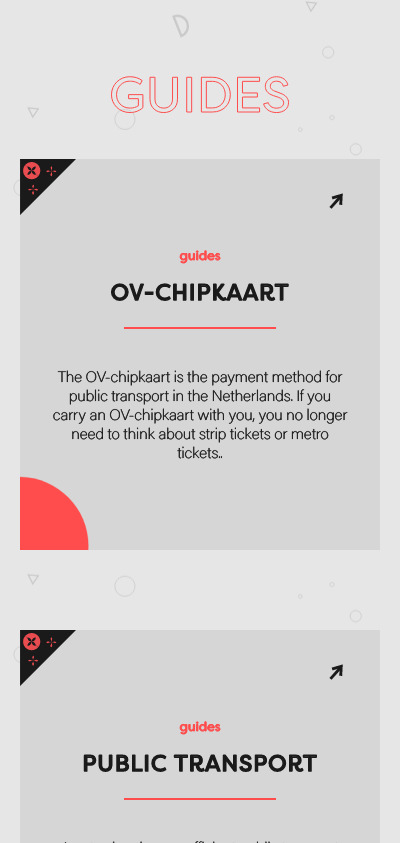 GUIDES
guides
OV-CHIPKAART
The OV-chipkaart is the payment method for
public transport in the Netherlands. If you
carry an OV-chipkaart with you, you no longer
need to think about strip tickets or metro
tickets..
guides
PUBLIC TRANSPORT